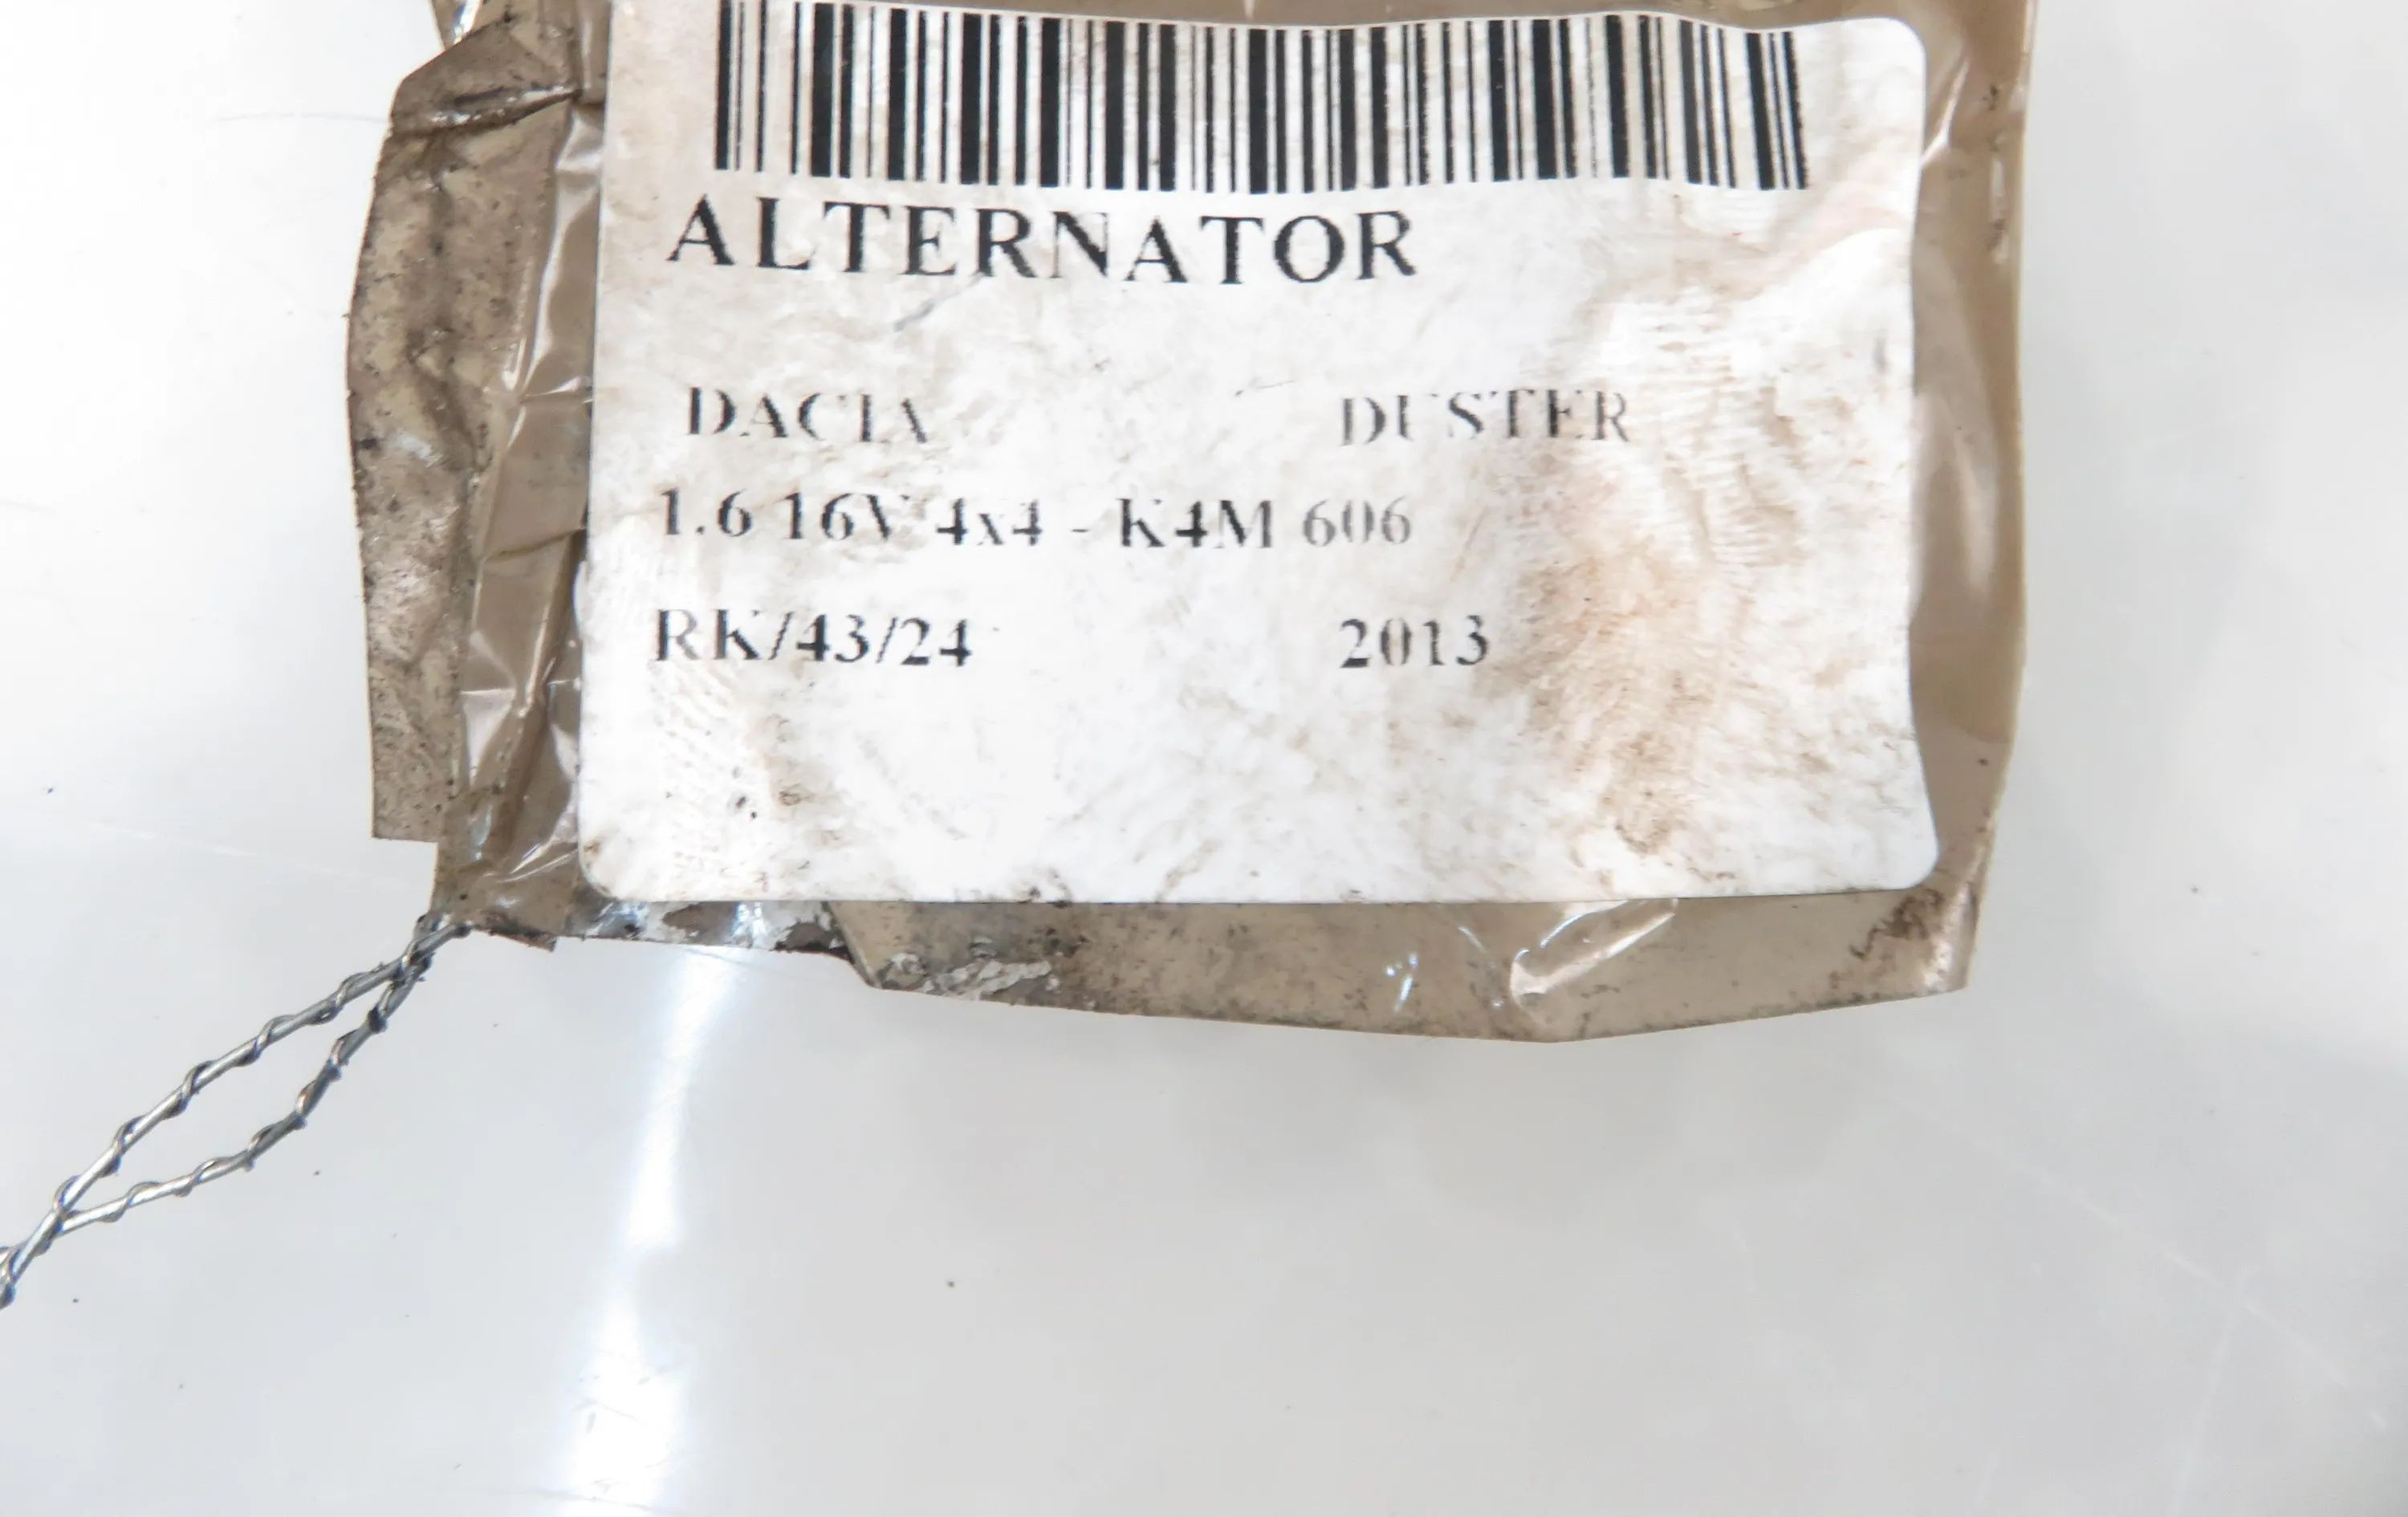 ALTERNATOR
DACIA DUSTER
1.6 16V 4x4 - K4M 606
RK/43/24 2013